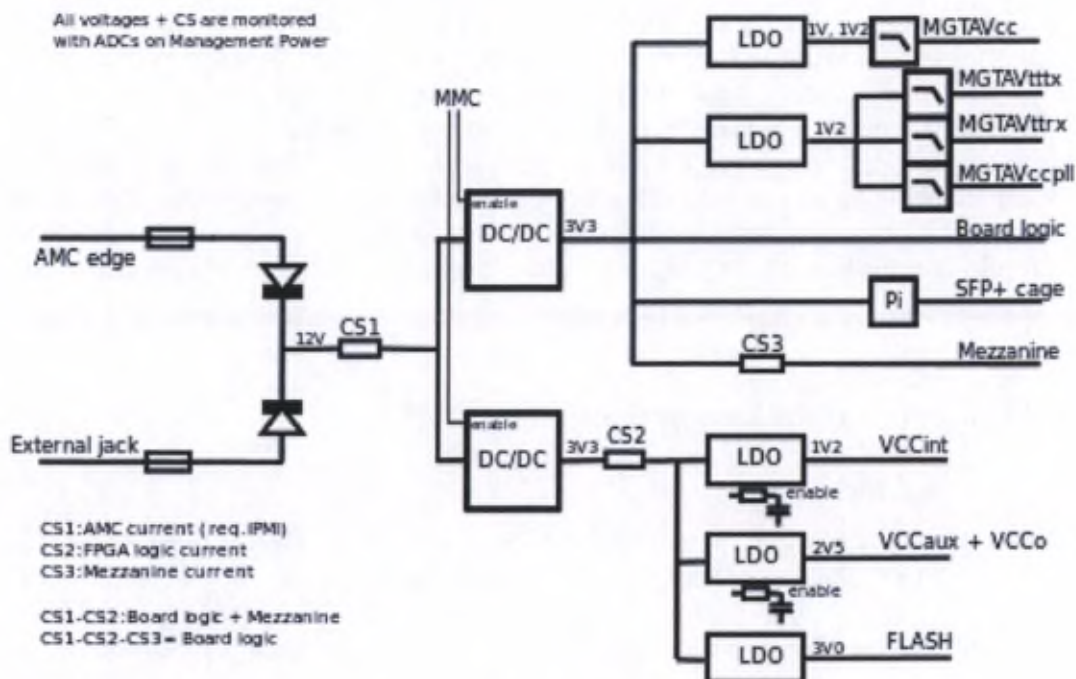 All voltages + CS are monitored
with ADCs on Management Power
MMC
LDO
1V, 1V2
MGTAVcc
LDO
1V2
MGTAVtttx
MGTAVttrx
MGTAVccpll
enable
DC/DC
3V3
Board logic
Pi
SFP+ cage
CS3
Mezzanine
AMC edge
12V
CS1
External jack
enable
DC/DC
3V3
CS2
LDO
1V2
VCCint
enable
LDO
2V5
VCCaux + VCCo
enable
LDO
3V0
FLASH
CS1:AMC current (req.IPMI)
CS2:FPGA logic current
CS3:Mezzanine current
CS1-CS2:Board logic + Mezzanine
CS1-CS2-CS3= Board logic